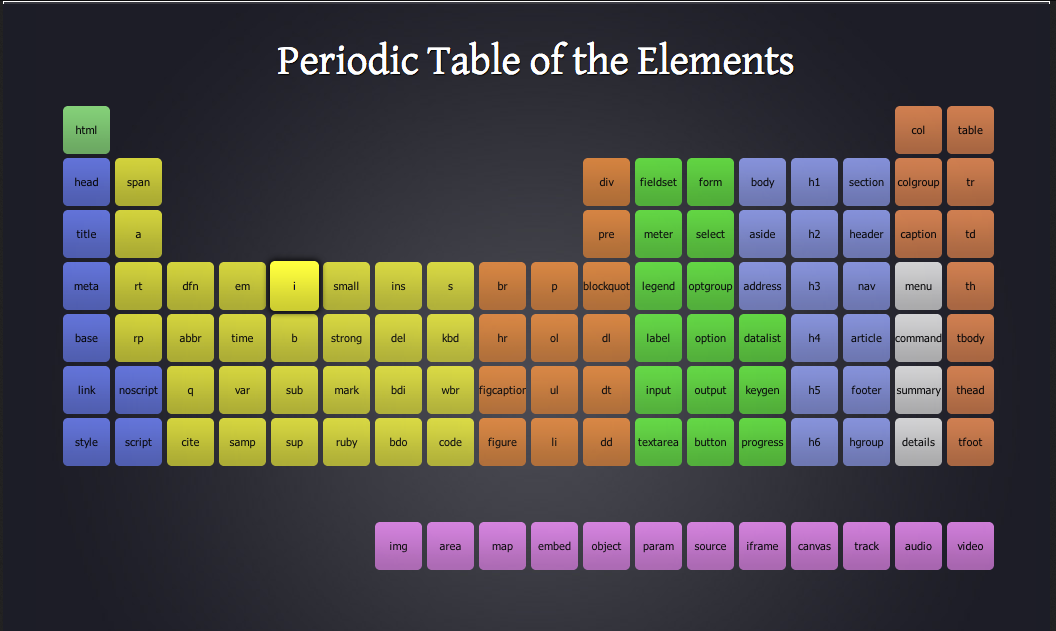 Periodic Table of the Elements
html col table
head span div fieldset form body h1 section colgroup tr
title a pre meter select aside h2 header caption td
meta rt dfn em i small ins s br p blockquot legend optgroup address h3 nav menu th
base rp abbr time b strong del kbd hr ol dl label option datalist h4 article command tbody
link noscript q var sub mark bdi wbr figcaption ul dt input output keygen h5 footer summary thead
style script cite samp sup ruby bdo code figure li dd textarea button progress h6 hgroup details tfoot
img area map embed object param source iframe canvas track audio video